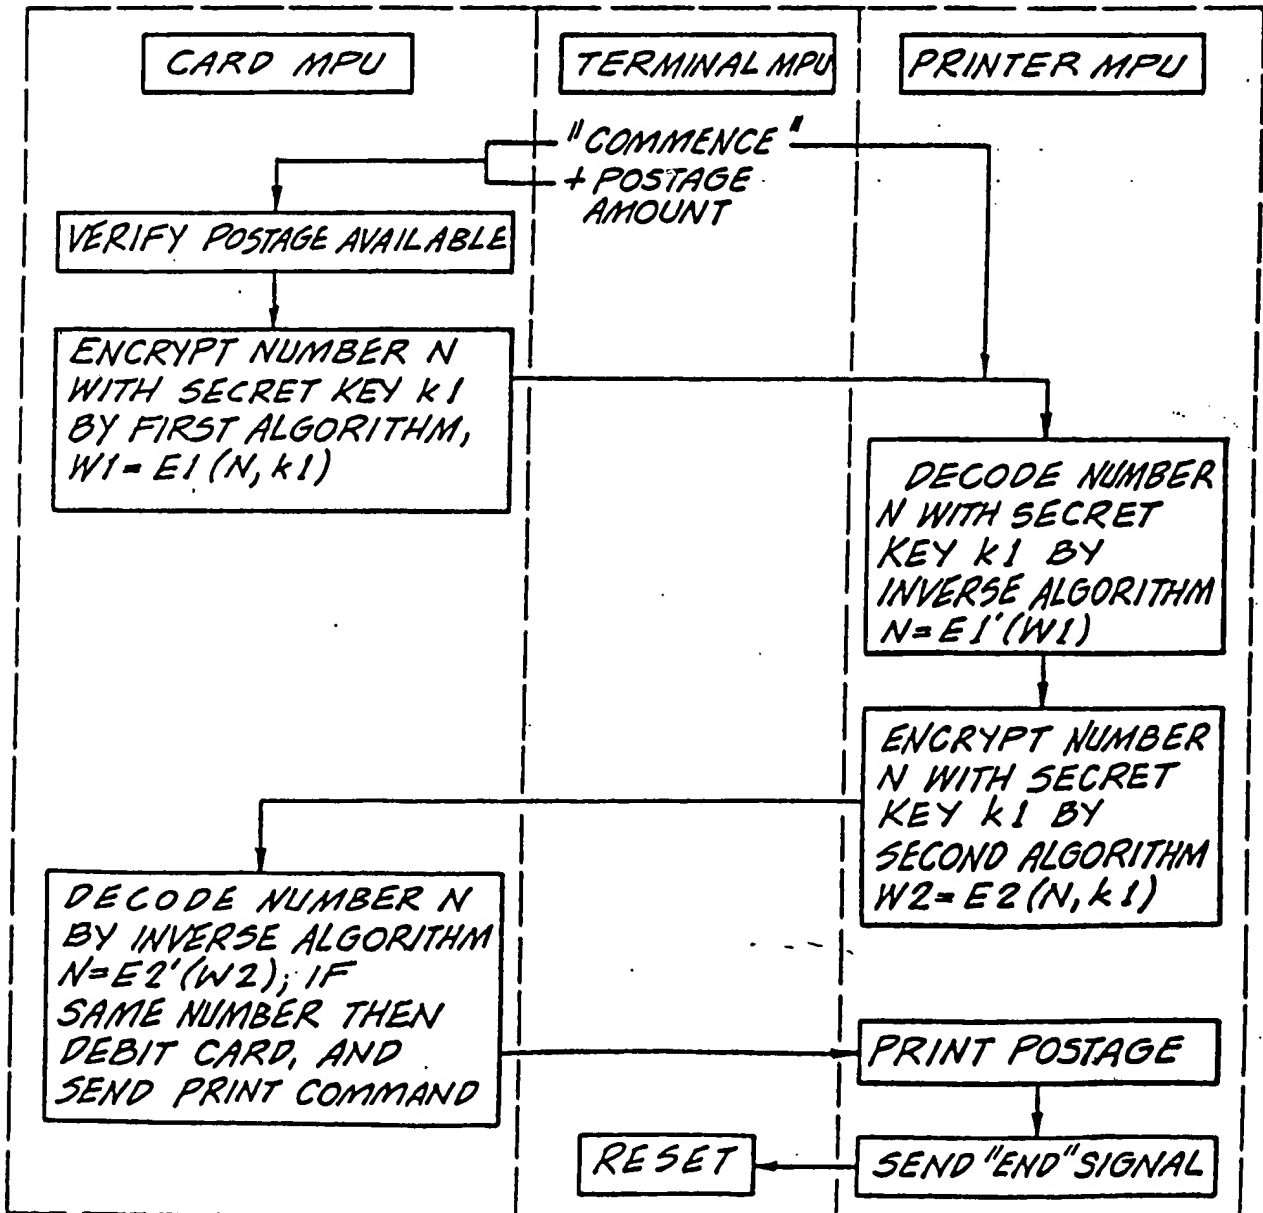 CARD MPU
TERMINAL MPU
PRINTER MPU
"COMMENCE"
+ POSTAGE
AMOUNT
VERIFY POSTAGE AVAILABLE
ENCRYPT NUMBER N
WITH SECRET KEY k1
BY FIRST ALGORITHM,
W1=E1(N,k1)
DECODE NUMBER
N WITH SECRET
KEY k1 BY
INVERSE ALGORITHM
N=E1'(W1)
ENCRYPT NUMBER
N WITH SECRET
KEY k1 BY
SECOND ALGORITHM
W2=E2(N,k1)
DECODE NUMBER N
BY INVERSE ALGORITHM
N=E2'(W2); IF
SAME NUMBER THEN
DEBIT CARD, AND
SEND PRINT COMMAND
PRINT POSTAGE
RESET
SEND "END" SIGNAL